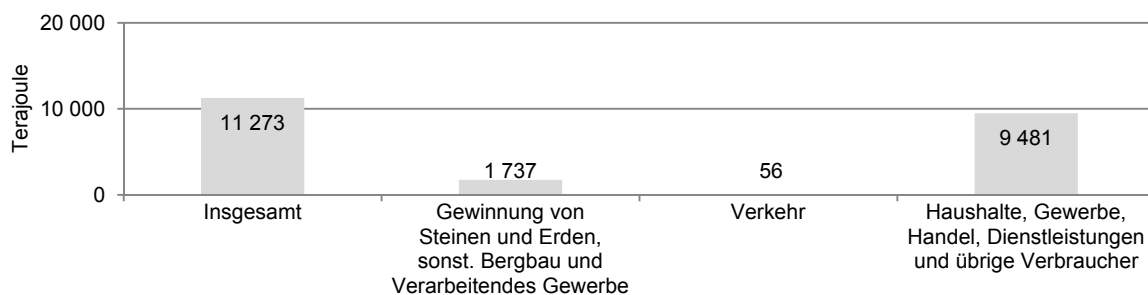 20 000
10 000
0
Terajoule
11 273
1 737
56
9 481
Insgesamt
Gewinnung von
Steinen und Erden,
sonst. Bergbau und
Verarbeitendes Gewerbe
Verkehr
Haushalte, Gewerbe,
Handel, Dienstleistungen
und übrige Verbraucher